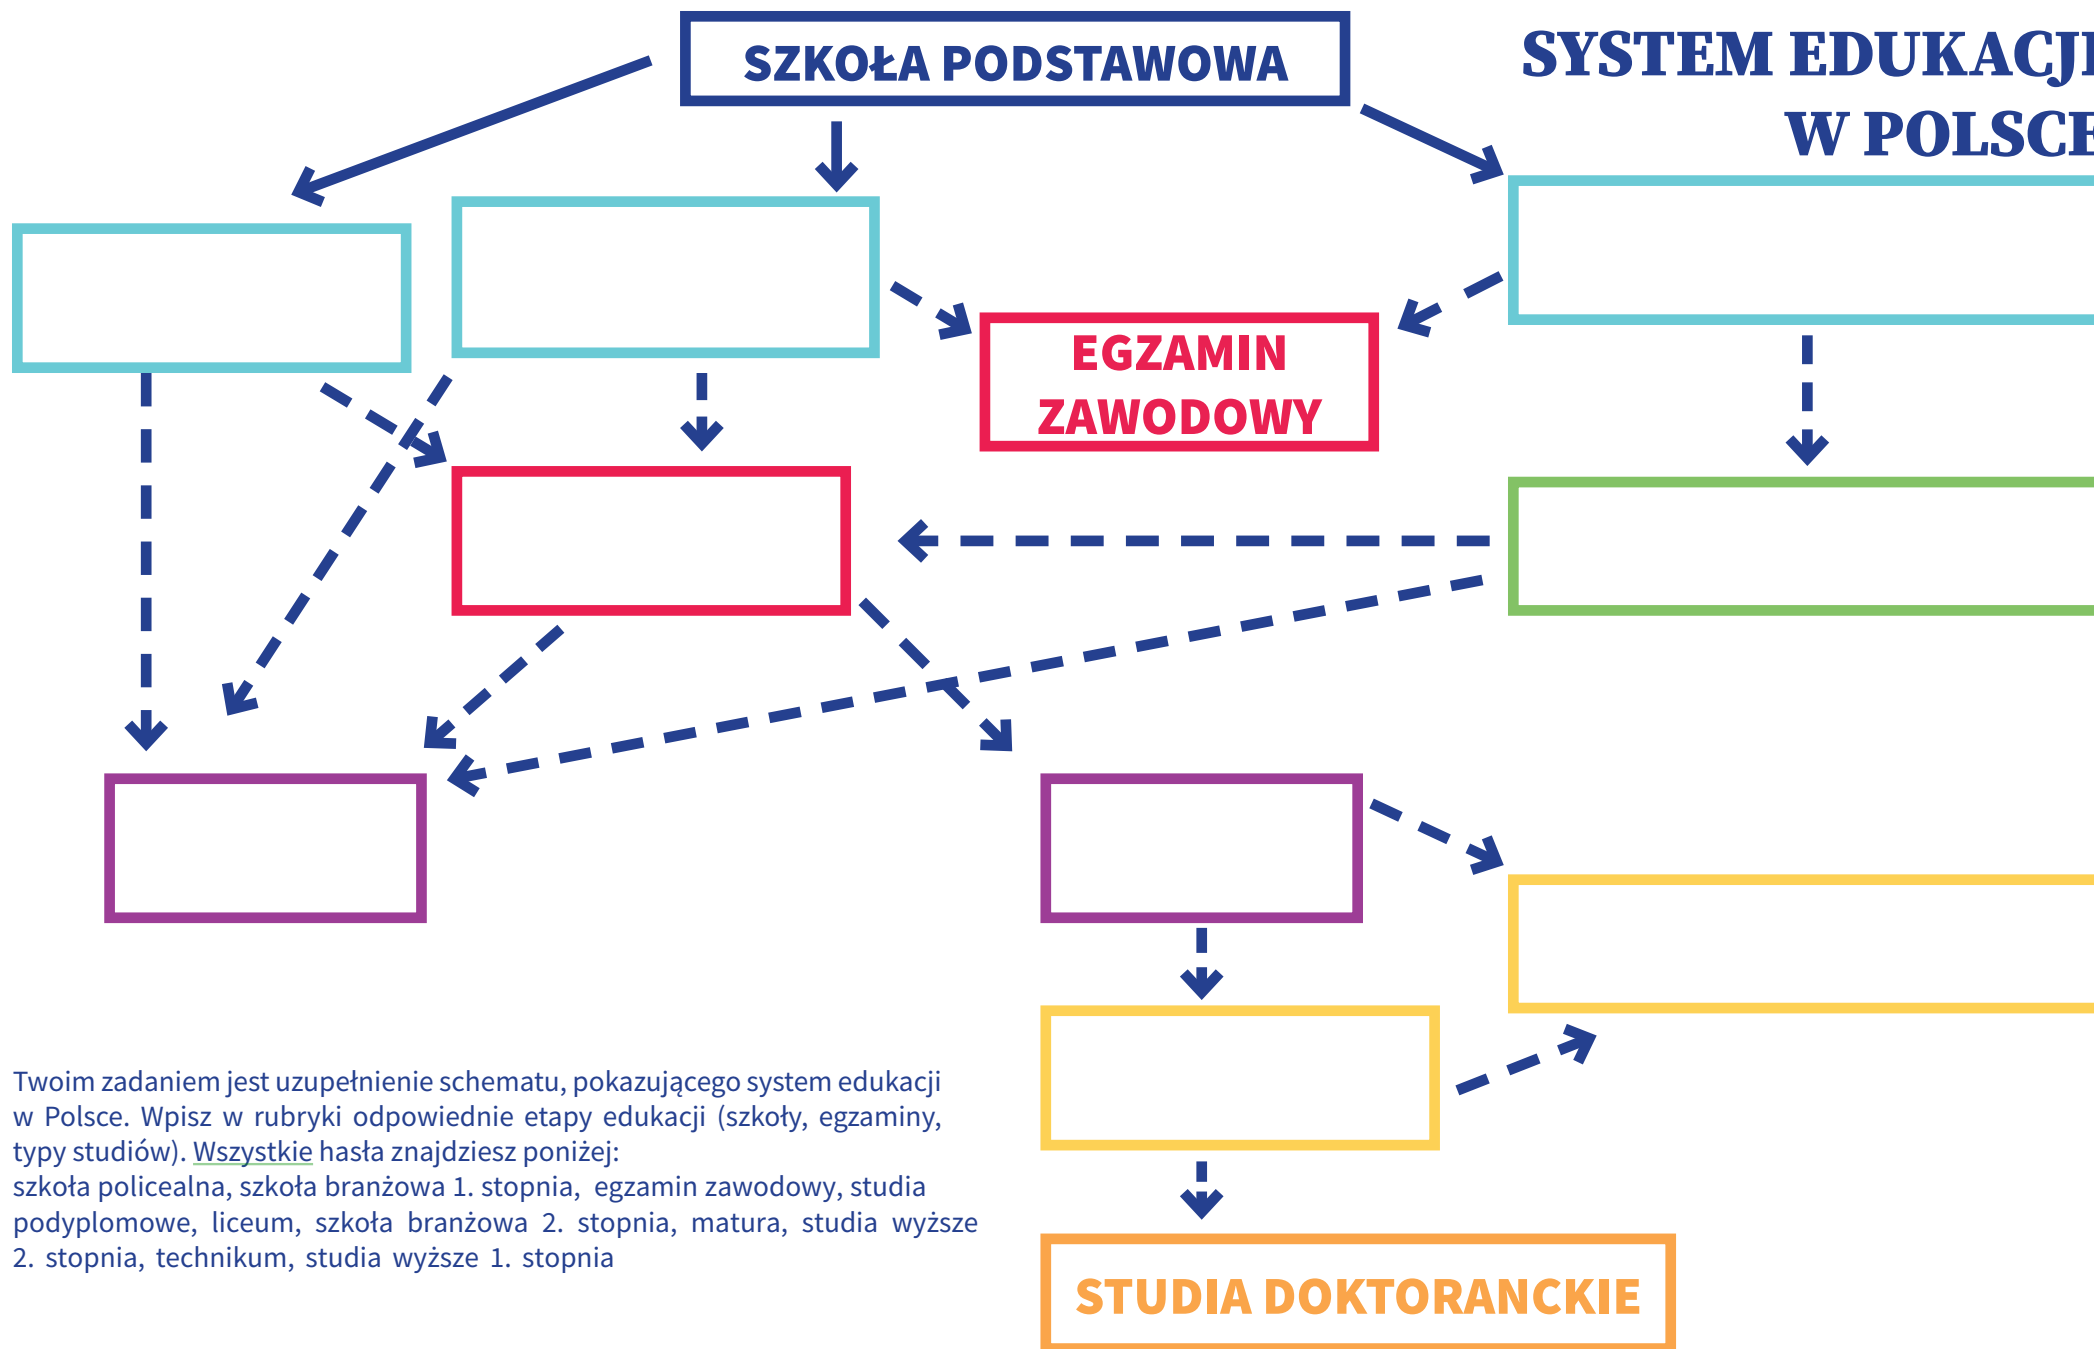 SZKOŁA PODSTAWOWA
SYSTEM EDUKACJI
W POLSCE
EGZAMIN
ZAWODOWY
Twoim zadaniem jest uzupełnienie schematu, pokazującego system edukacji
w Polsce. Wpisz w rubryki odpowiednie etapy edukacji (szkoły, egzaminy,
typy studiów). Wszystkie hasła znajdziesz poniżej:
szkoła policealna, szkoła branżowa 1. stopnia, egzamin zawodowy, studia
podyplomowe, liceum, szkoła branżowa 2. stopnia, matura, studia wyższe
2. stopnia, technikum, studia wyższe 1. stopnia
STUDIA DOKTORANCKIE